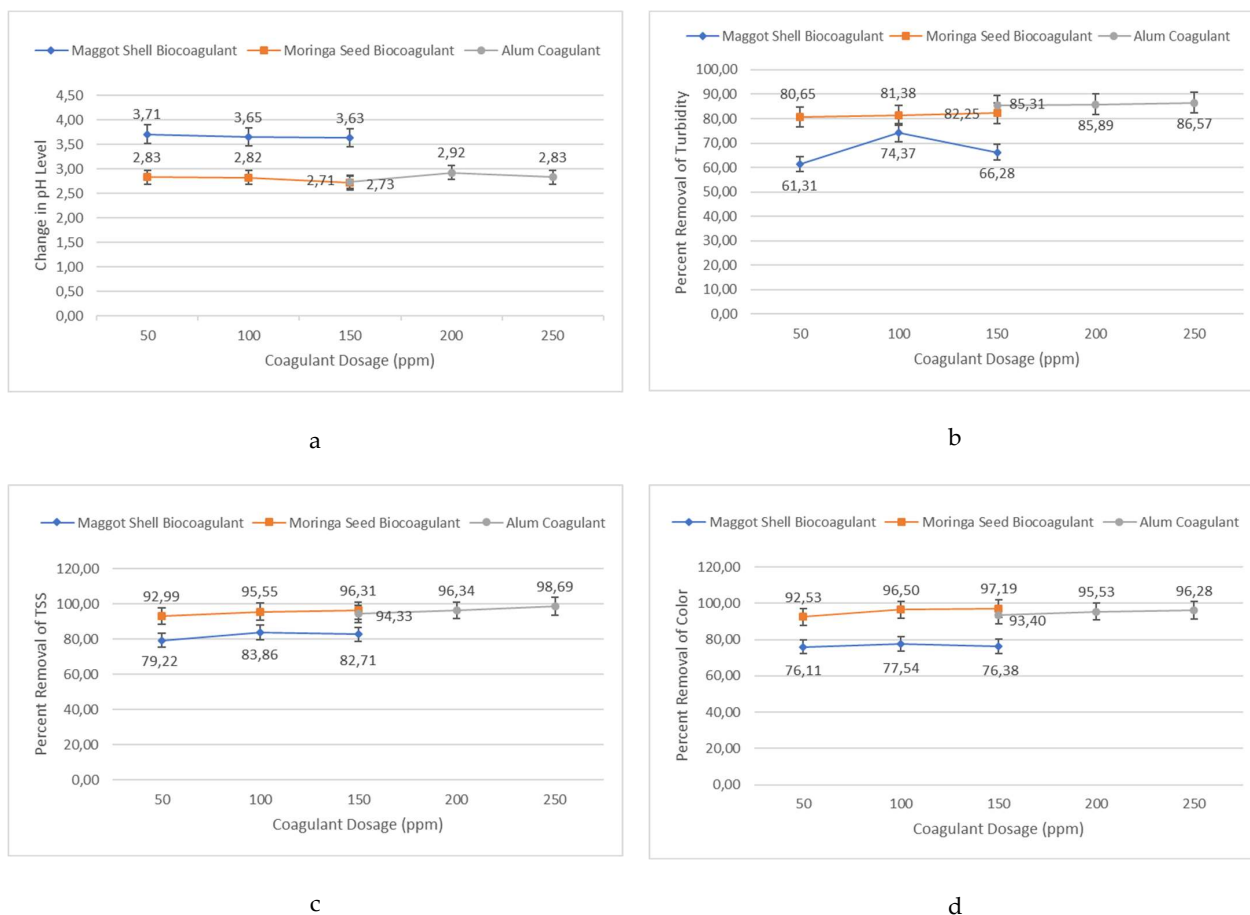 Maggot Shell Biocoagulant Moringa Seed Biocoagulant Alum Coagulant
4,50
4,00
3,50
3,00
2,50
2,00
1,50
1,00
0,50
0,00
Change in pH Level
3,71 3,65 3,63
2,83 2,82 2,71 2,73 2,92 2,83
50 100 150 200 250
Coagulant Dosage (ppm)
a
Maggot Shell Biocoagulant Moringa Seed Biocoagulant Alum Coagulant
100,00
90,00
80,00
70,00
60,00
50,00
40,00
30,00
20,00
10,00
0,00
Percent Removal of Turbidity
80,65 81,38 82,25 85,31 85,89 86,57
61,31 74,37 66,28
50 100 150 200 250
Coagulant Dosage (ppm)
b
Maggot Shell Biocoagulant Moringa Seed Biocoagulant Alum Coagulant
120,00
100,00
80,00
60,00
40,00
20,00
0,00
Percent Removal of TSS
92,99 95,55 96,31 94,33 96,34 98,69
79,22 83,86 82,71
50 100 150 200 250
Coagulant Dosage (ppm)
c
Maggot Shell Biocoagulant Moringa Seed Biocoagulant Alum Coagulant
120,00
100,00
80,00
60,00
40,00
20,00
0,00
Percent Removal of Color
92,53 96,50 97,19 93,40 95,53 96,28
76,11 77,54 76,38
50 100 150 200 250
Coagulant Dosage (ppm)
d